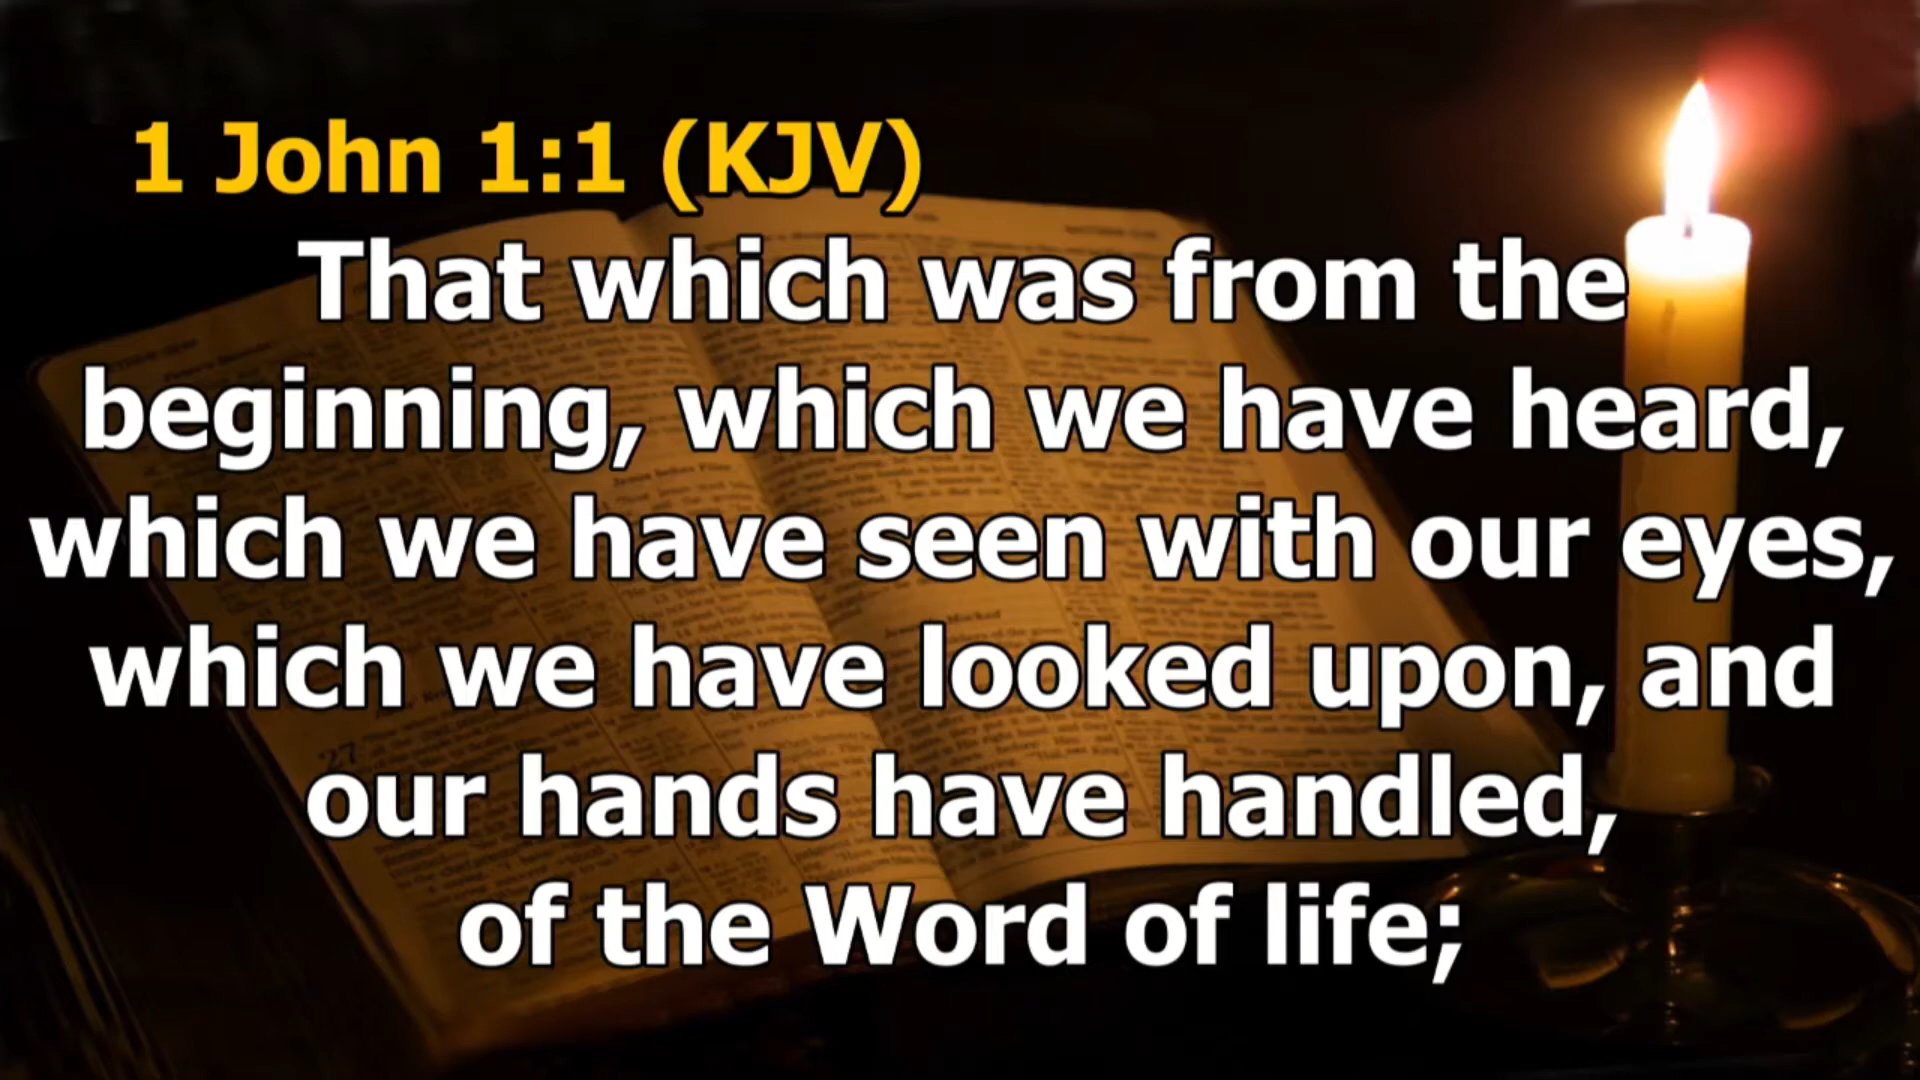 1 John 1:1 (KJV)
That which was from the
beginning, which we have heard,
which we have seen with our eyes,
which we have looked upon, and
our hands have handled,
of the Word of life;
27